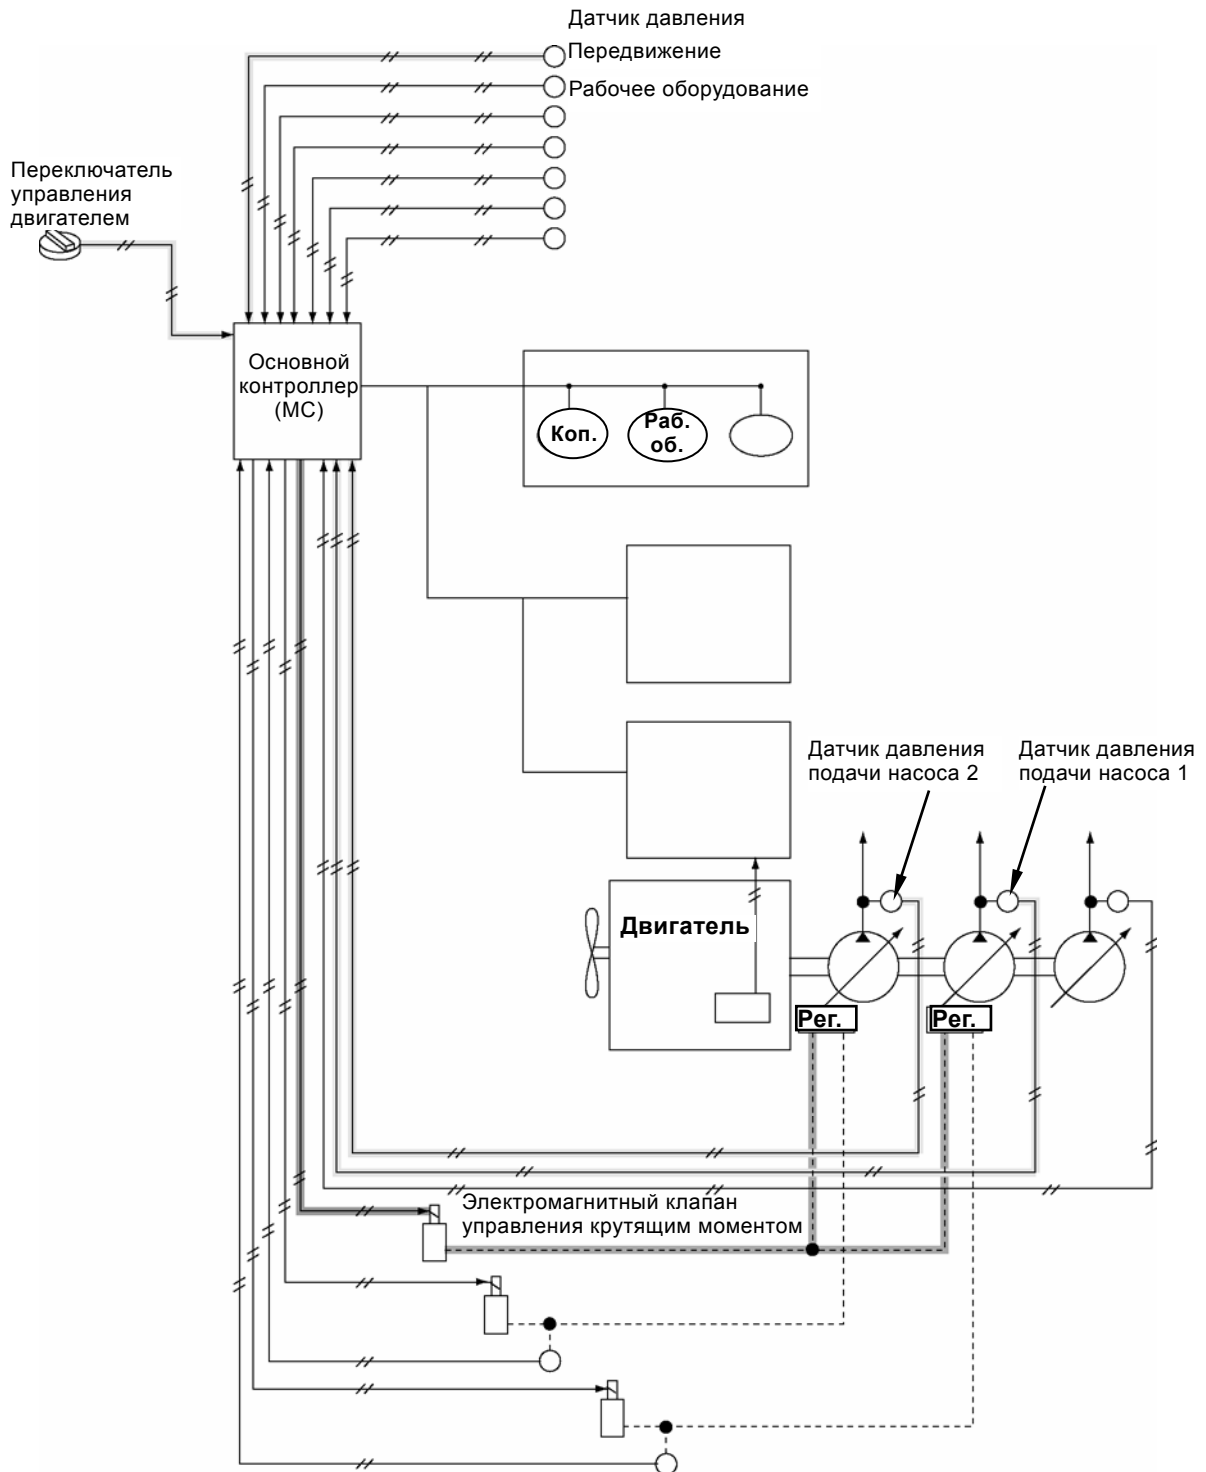 Датчик давления
Передвижение
Рабочее оборудование
Переключатель
управления
двигателем
Основной
контроллер
(МС)
Коп.
Раб.
об.
Датчик давления
подачи насоса 2
Датчик давления
подачи насоса 1
Двигатель
Рег.
Рег.
Электромагнитный клапан
управления крутящим моментом